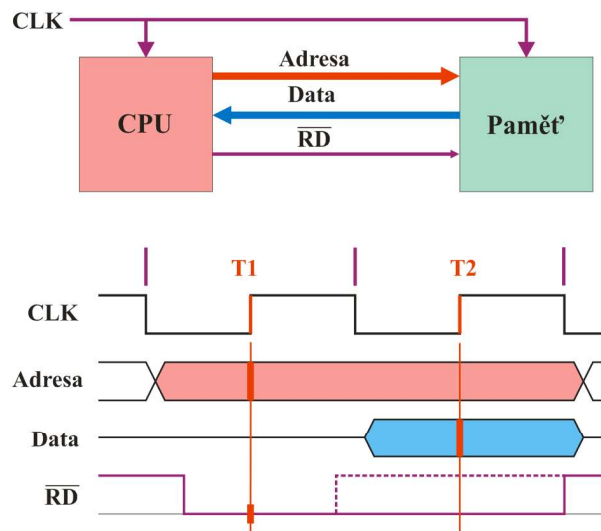 CLK
Adresa
CPU
Data
Paměť
RD
T1
T2
CLK
Adresa
Data
RD